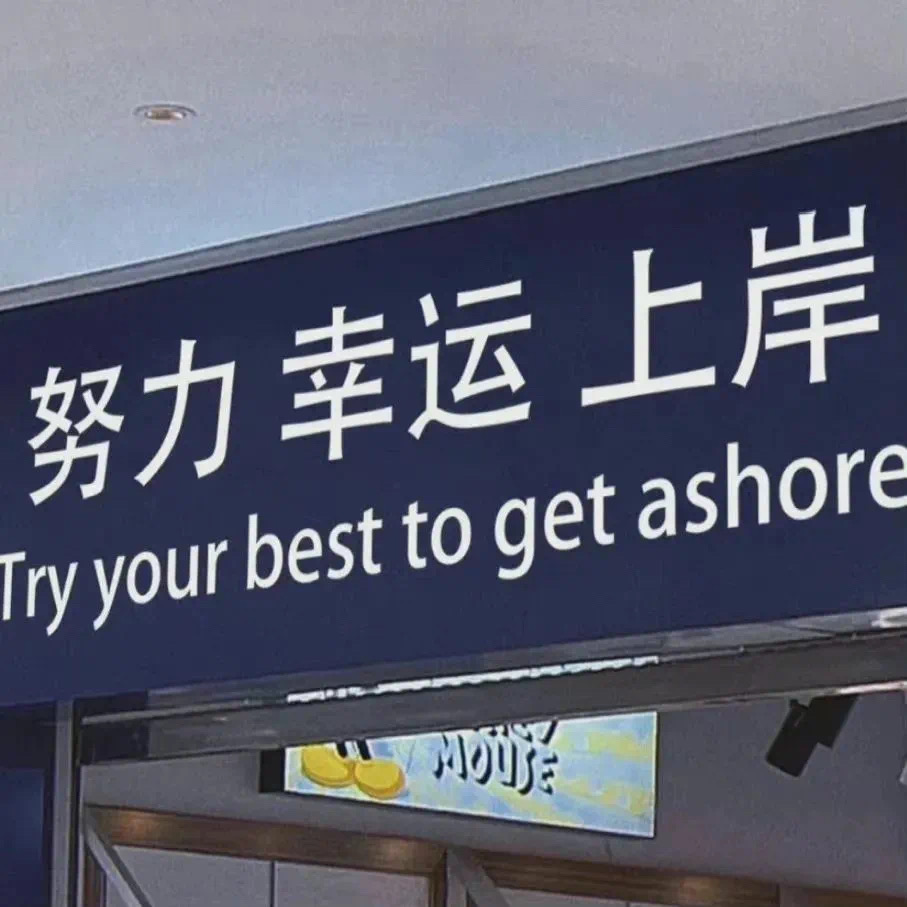 努力 幸运 上岸
Try your best to get ashore
MOUSE